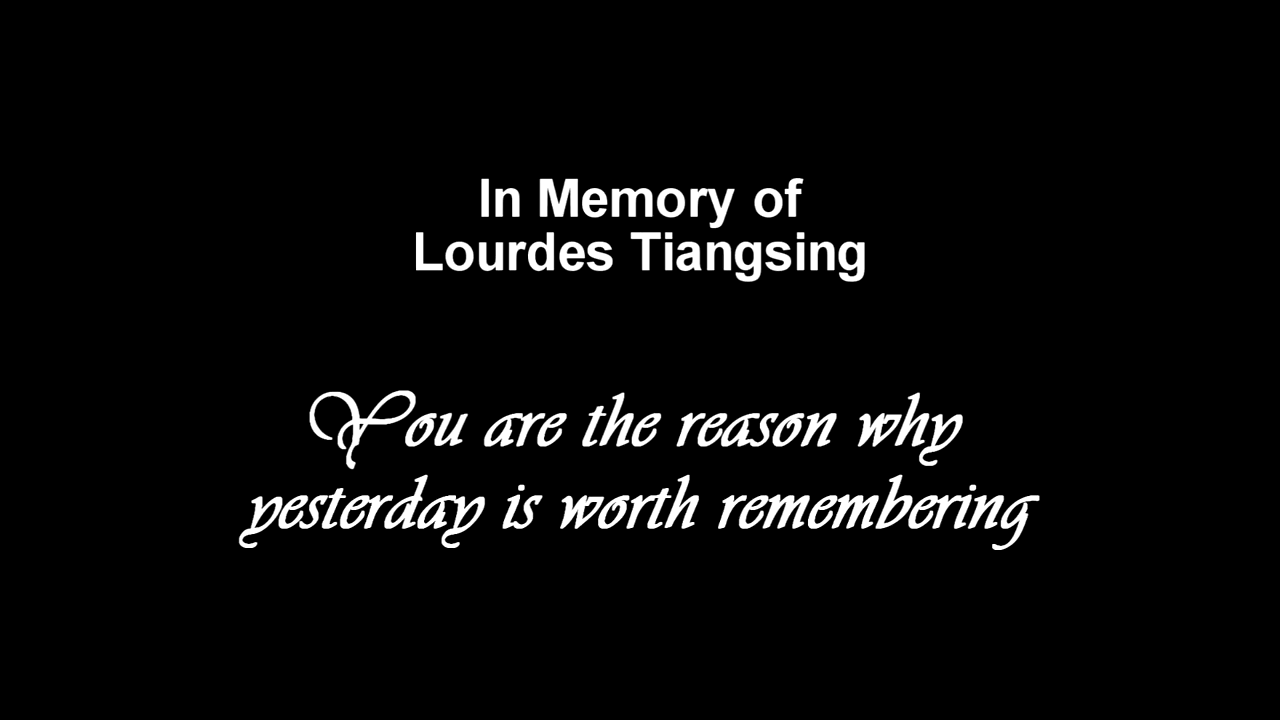 In Memory of
Lourdes Tiangsing
You are the reason why
yesterday is worth remembering